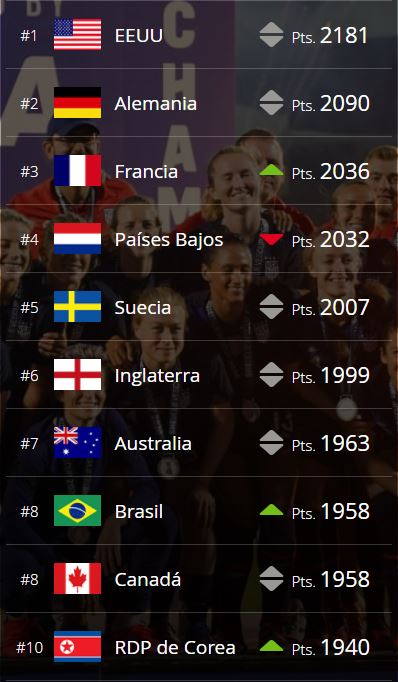 #1 EEUU Pts. 2181
#2 Alemania Pts. 2090
#3 Francia Pts. 2036
#4 Países Bajos Pts. 2032
#5 Suecia Pts. 2007
#6 Inglaterra Pts. 1999
#7 Australia Pts. 1963
#8 Brasil Pts. 1958
#8 Canadá Pts. 1958
#10 RDP de Corea Pts. 1940